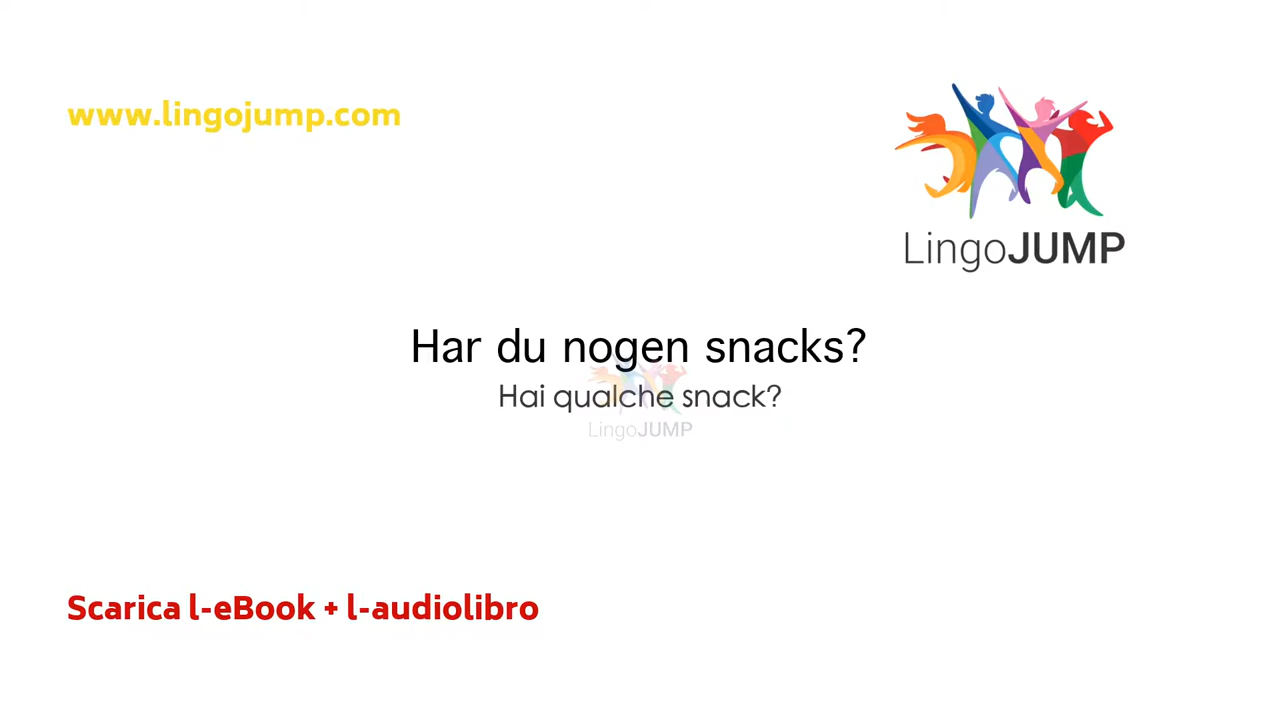 www.lingojump.com
LingoJUMP
Har du nogen snacks?
Hai qualche snack?
LingoJUMP
Scarica l-eBook + l-audiolibro